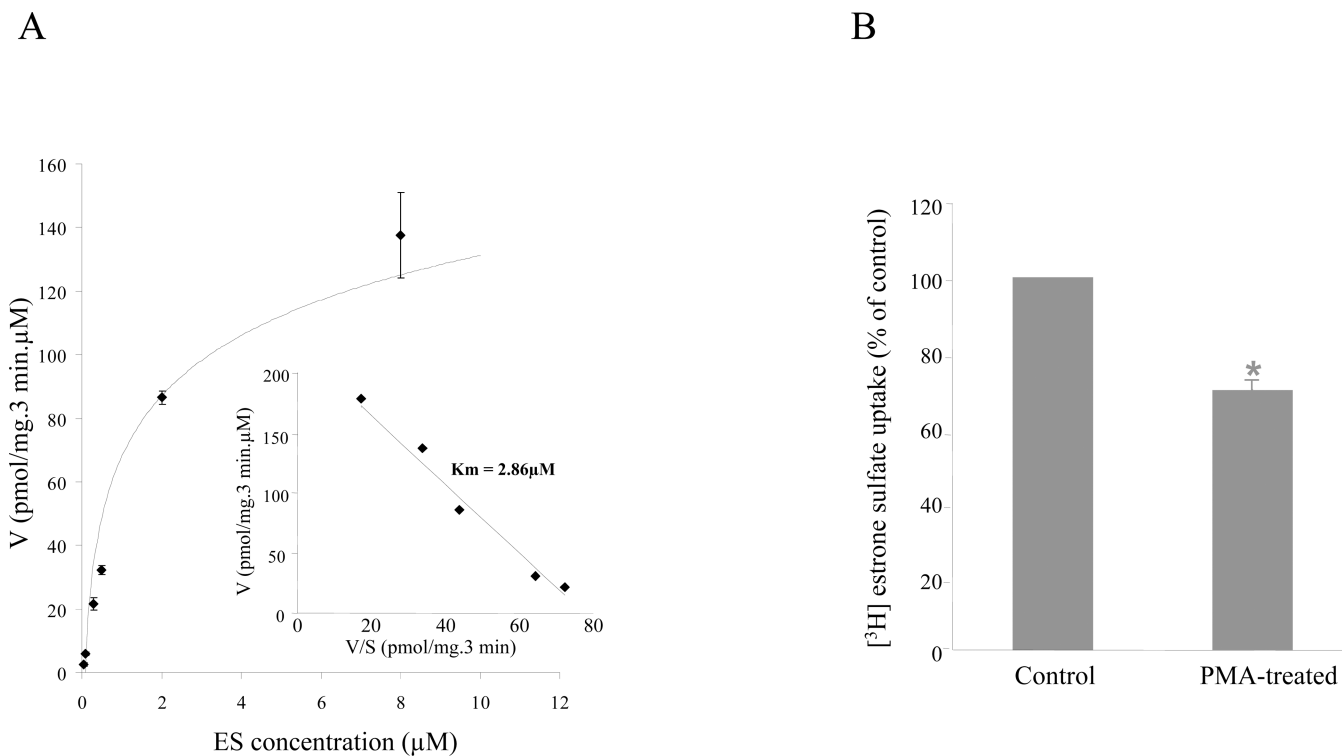 A
B
160
140
120
100
80
60
40
20
0
V (pmol/mg.3 min.µM)
0 2 4 6 8 10 12
ES concentration (µM)
200
150
100
50
0
V (pmol/mg.3 min.µM)
Km = 2.86µM
0 20 40 60 80
V/S (pmol/mg.3 min)
120
100
80
60
40
20
0
[³H] estrone sulfate uptake (% of control)
*
Control PMA-treated